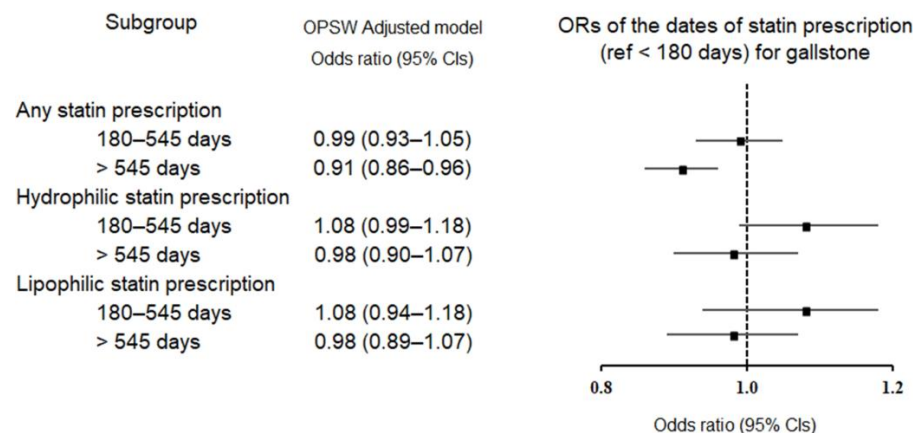 Subgroup
OPSW Adjusted model
Odds ratio (95% CIs)
ORs of the dates of statin prescription
(ref < 180 days) for gallstone
Any statin prescription
180–545 days 0.99 (0.93–1.05)
> 545 days 0.91 (0.86–0.96)
Hydrophilic statin prescription
180–545 days 1.08 (0.99–1.18)
> 545 days 0.98 (0.90–1.07)
Lipophilic statin prescription
180–545 days 1.08 (0.94–1.18)
> 545 days 0.98 (0.89–1.07)
0.8 1.0 1.2
Odds ratio (95% CIs)